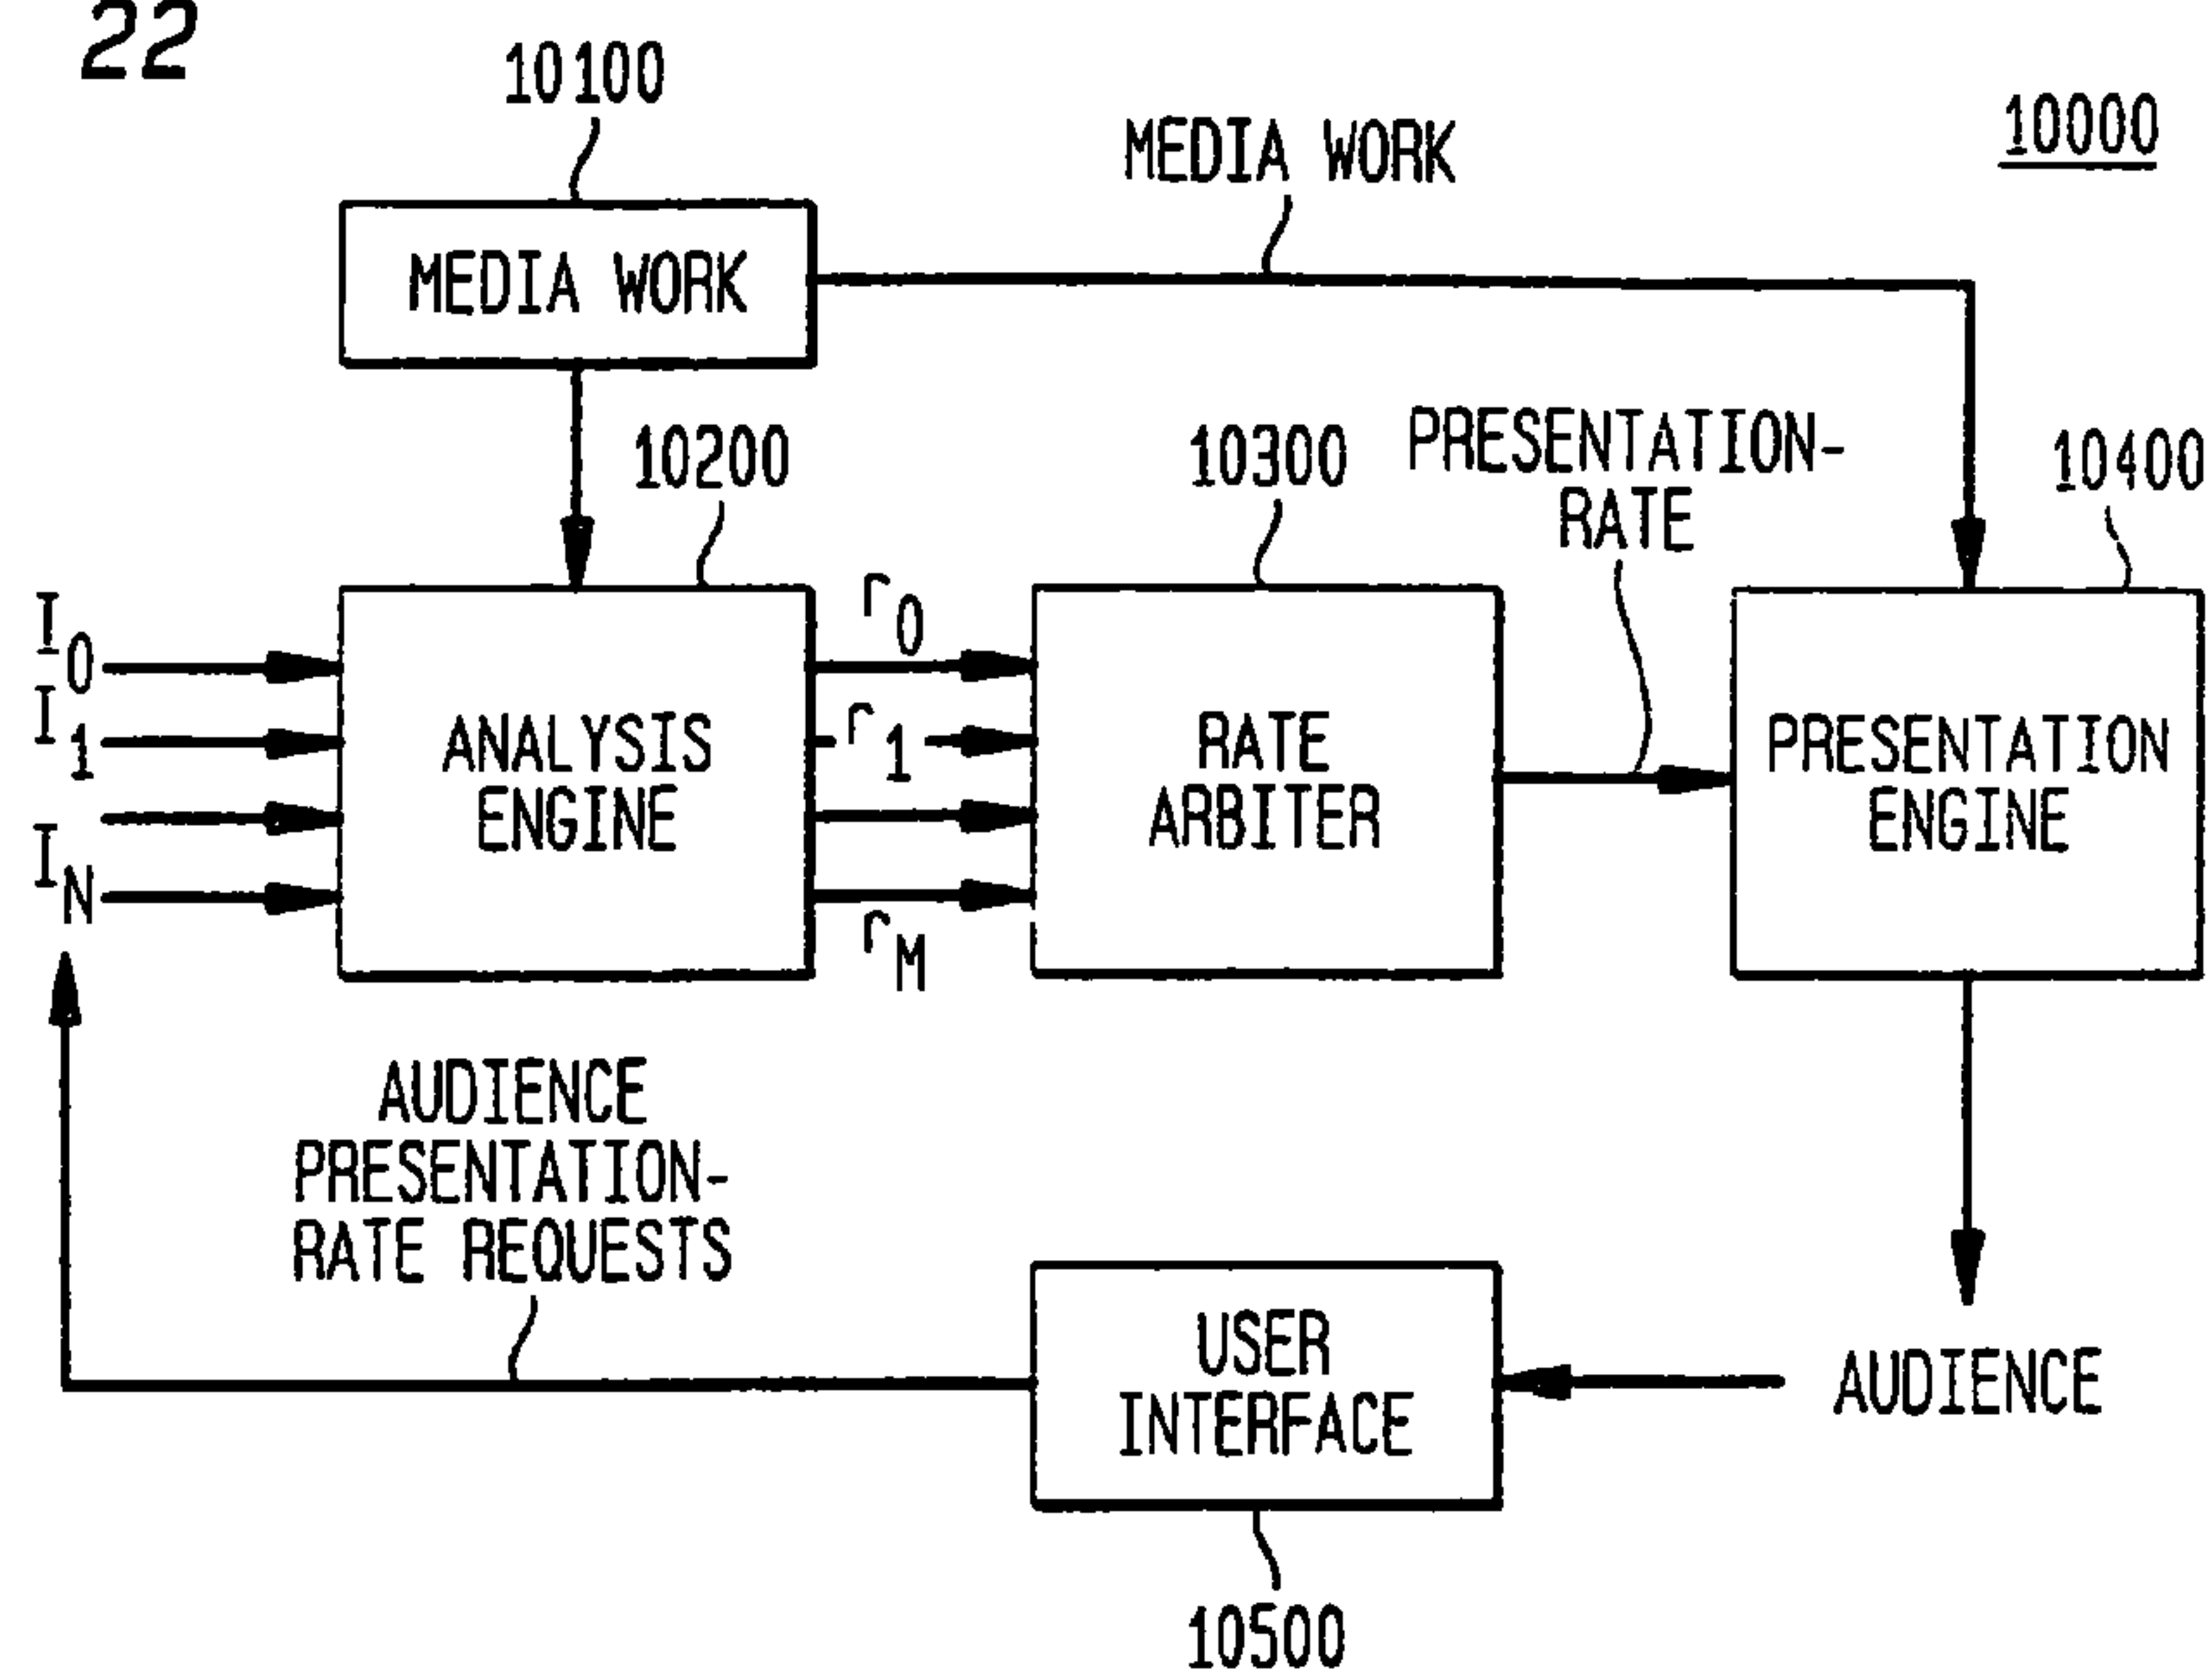 22
10100
MEDIA WORK
10000
MEDIA WORK
10200
10300
PRESENTATION-
RATE
10400
I0
I1
IN
ANALYSIS
ENGINE
r0
r1
rM
RATE
ARBITER
PRESENTATION
ENGINE
AUDIENCE
PRESENTATION-
RATE REQUESTS
USER
INTERFACE
AUDIENCE
10500